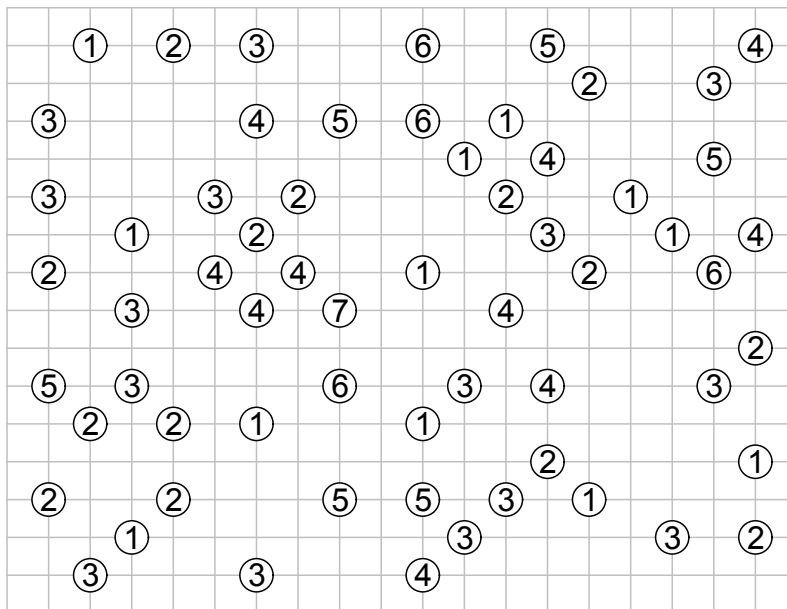 1 2 3 6 5 4
2 3
3 4 5 6 1
1 4 5
3 3 2 2 1
1 2 3 1 4
2 4 4 1 2 6
3 4 7 4
2
5 3 6 3 4 3
2 2 1 1
2 1
2 2 5 5 3 1
1 3 3 2
3 3 4